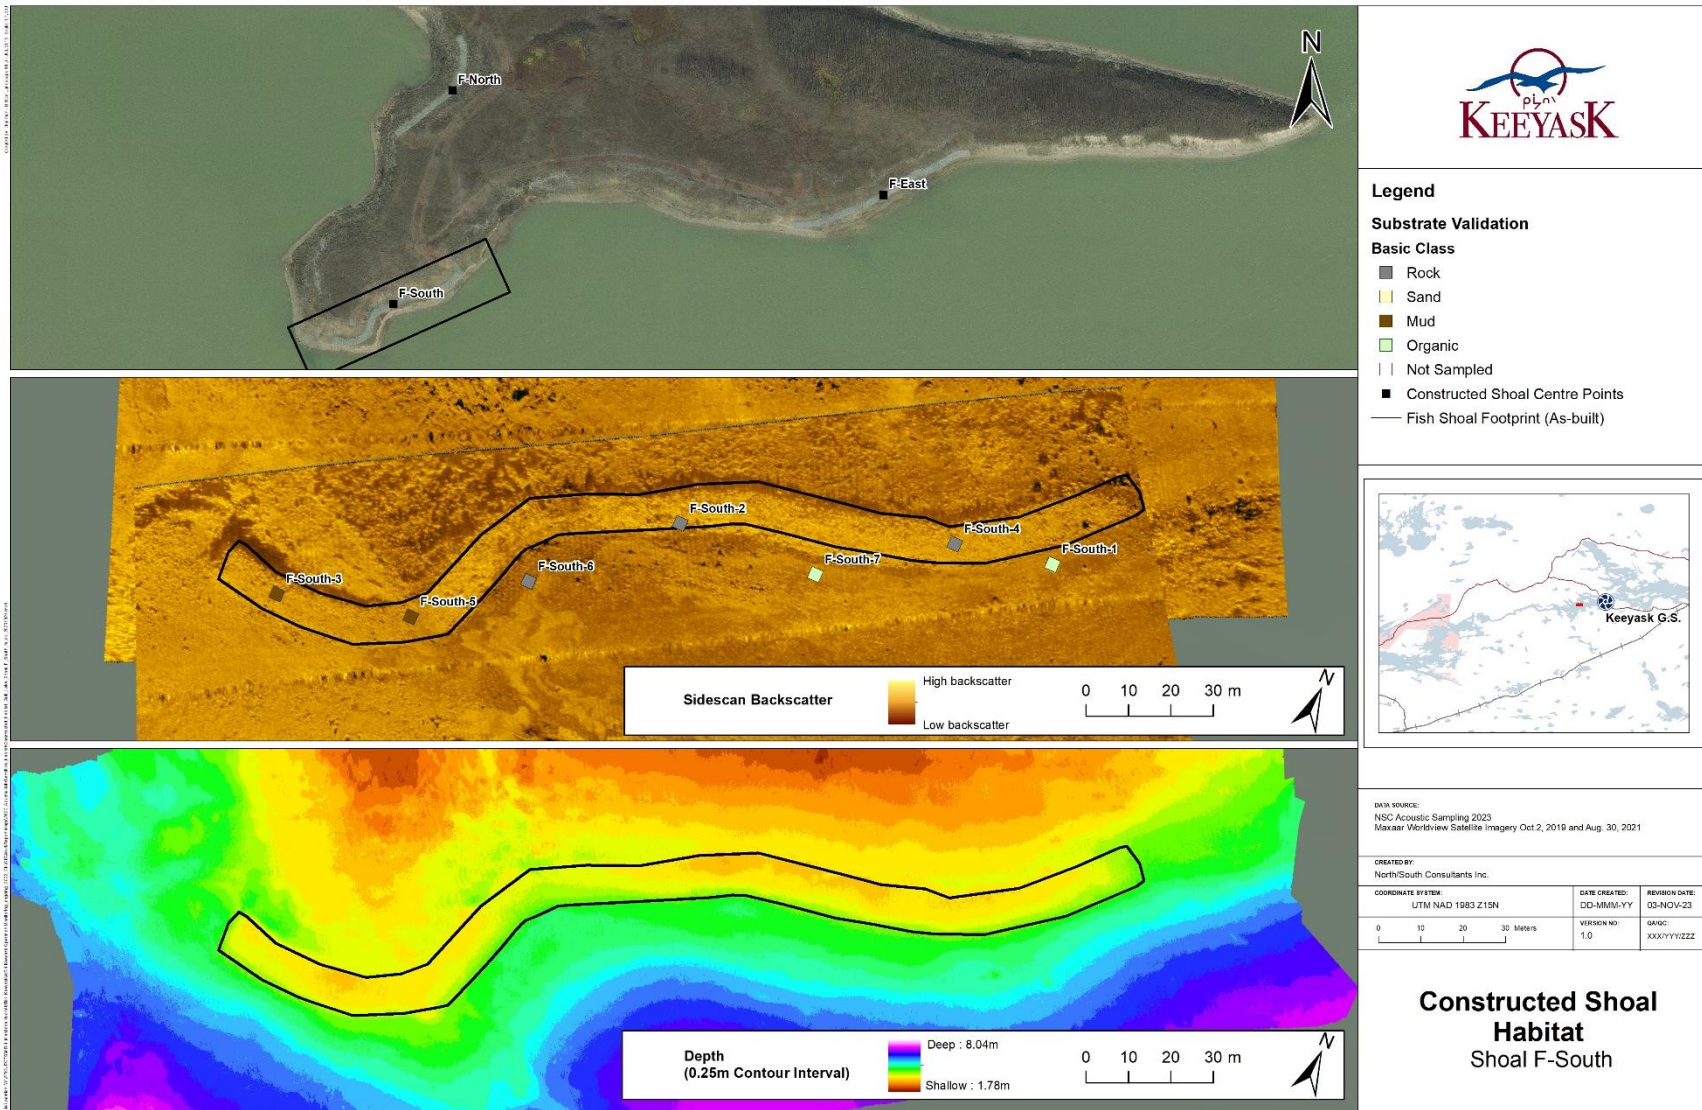 F-North
F-East
F-South
N
F-South-2
F-South-4
F-South-1
F-South-7
F-South-6
F-South-3
F-South-5
Sidescan Backscatter
High backscatter
Low backscatter
0 10 20 30 m
N
Depth
(0.25m Contour Interval)
Deep : 8.04m
Shallow : 1.78m
0 10 20 30 m
N
KEEYASK
Legend
Substrate Validation
Basic Class
Rock
Sand
Mud
Organic
Not Sampled
Constructed Shoal Centre Points
Fish Shoal Footprint (As-built)
Keeyask G.S.
DATA SOURCE:
NSC Acoustic Sampling 2023
Maxaar Worldview Satellite Imagery Oct.2, 2019 and Aug. 30, 2021
CREATED BY:
North/South Consultants Inc.
COORDINATE SYSTEM:
UTM NAD 1983 Z15N
DATE CREATED:
DD-MMM-YY
REVISION DATE:
03-NOV-23
0 10 20 30 Meters
VERSION NO:
1.0
QA/QC:
XXX/YYY/ZZZ
Constructed Shoal
Habitat
Shoal F-South